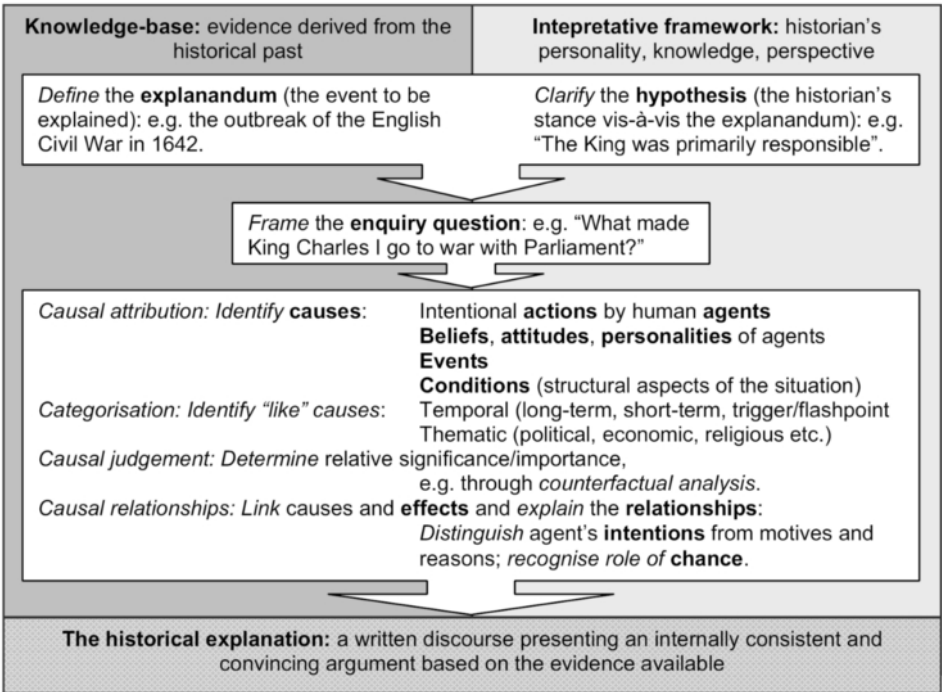 Knowledge-base: evidence derived from the
historical past
Intepretative framework: historian's
personality, knowledge, perspective
Define the explanandum (the event to be
explained): e.g. the outbreak of the English
Civil War in 1642.
Clarify the hypothesis (the historian's
stance vis-à-vis the explanandum): e.g.
“The King was primarily responsible”.
Frame the enquiry question: e.g. “What made
King Charles I go to war with Parliament?”
Causal attribution: Identify causes: Intentional actions by human agents
Beliefs, attitudes, personalities of agents
Events
Conditions (structural aspects of the situation)
Categorisation: Identify “like” causes: Temporal (long-term, short-term, trigger/flashpoint
Thematic (political, economic, religious etc.)
Causal judgement: Determine relative significance/importance,
e.g. through counterfactual analysis.
Causal relationships: Link causes and effects and explain the relationships:
Distinguish agent's intentions from motives and
reasons; recognise role of chance.
The historical explanation: a written discourse presenting an internally consistent and
convincing argument based on the evidence available